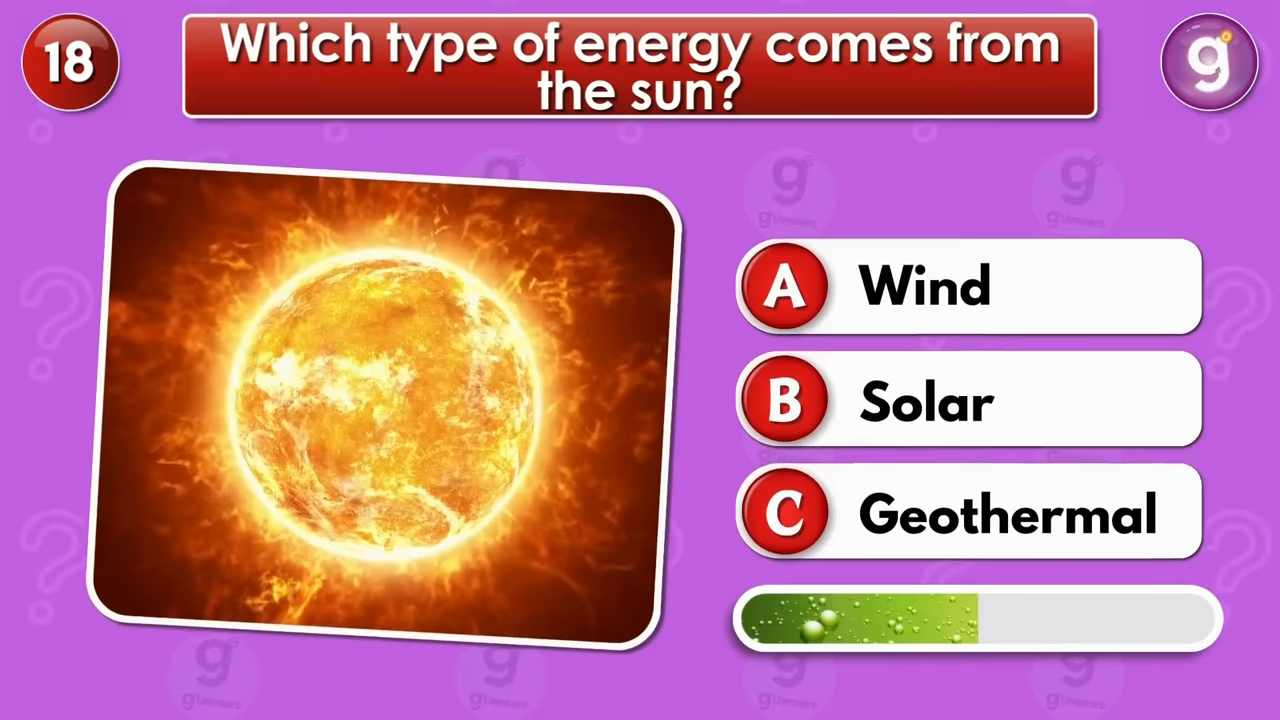 18
Which type of energy comes from
the sun?
g
A Wind
B Solar
C Geothermal